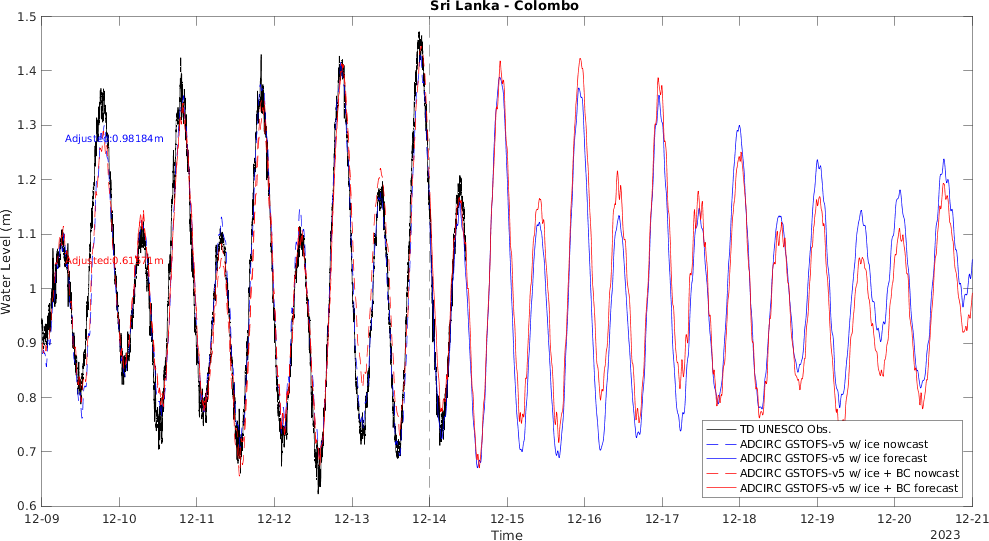 Sri Lanka - Colombo
1.5
1.4
1.3
1.2
1.1
1
0.9
0.8
0.7
0.6
Water Level (m)
Adjusted:0.98184m
TD UNESCO Obs.
ADCIRC GSTOFS-v5 w/ ice nowcast
ADCIRC GSTOFS-v5 w/ ice forecast
ADCIRC GSTOFS-v5 w/ ice + BC nowcast
ADCIRC GSTOFS-v5 w/ ice + BC forecast
12-09 12-10 12-11 12-12 12-13 12-14 12-15 12-16 12-17 12-18 12-19 12-20 12-21
Time
2023